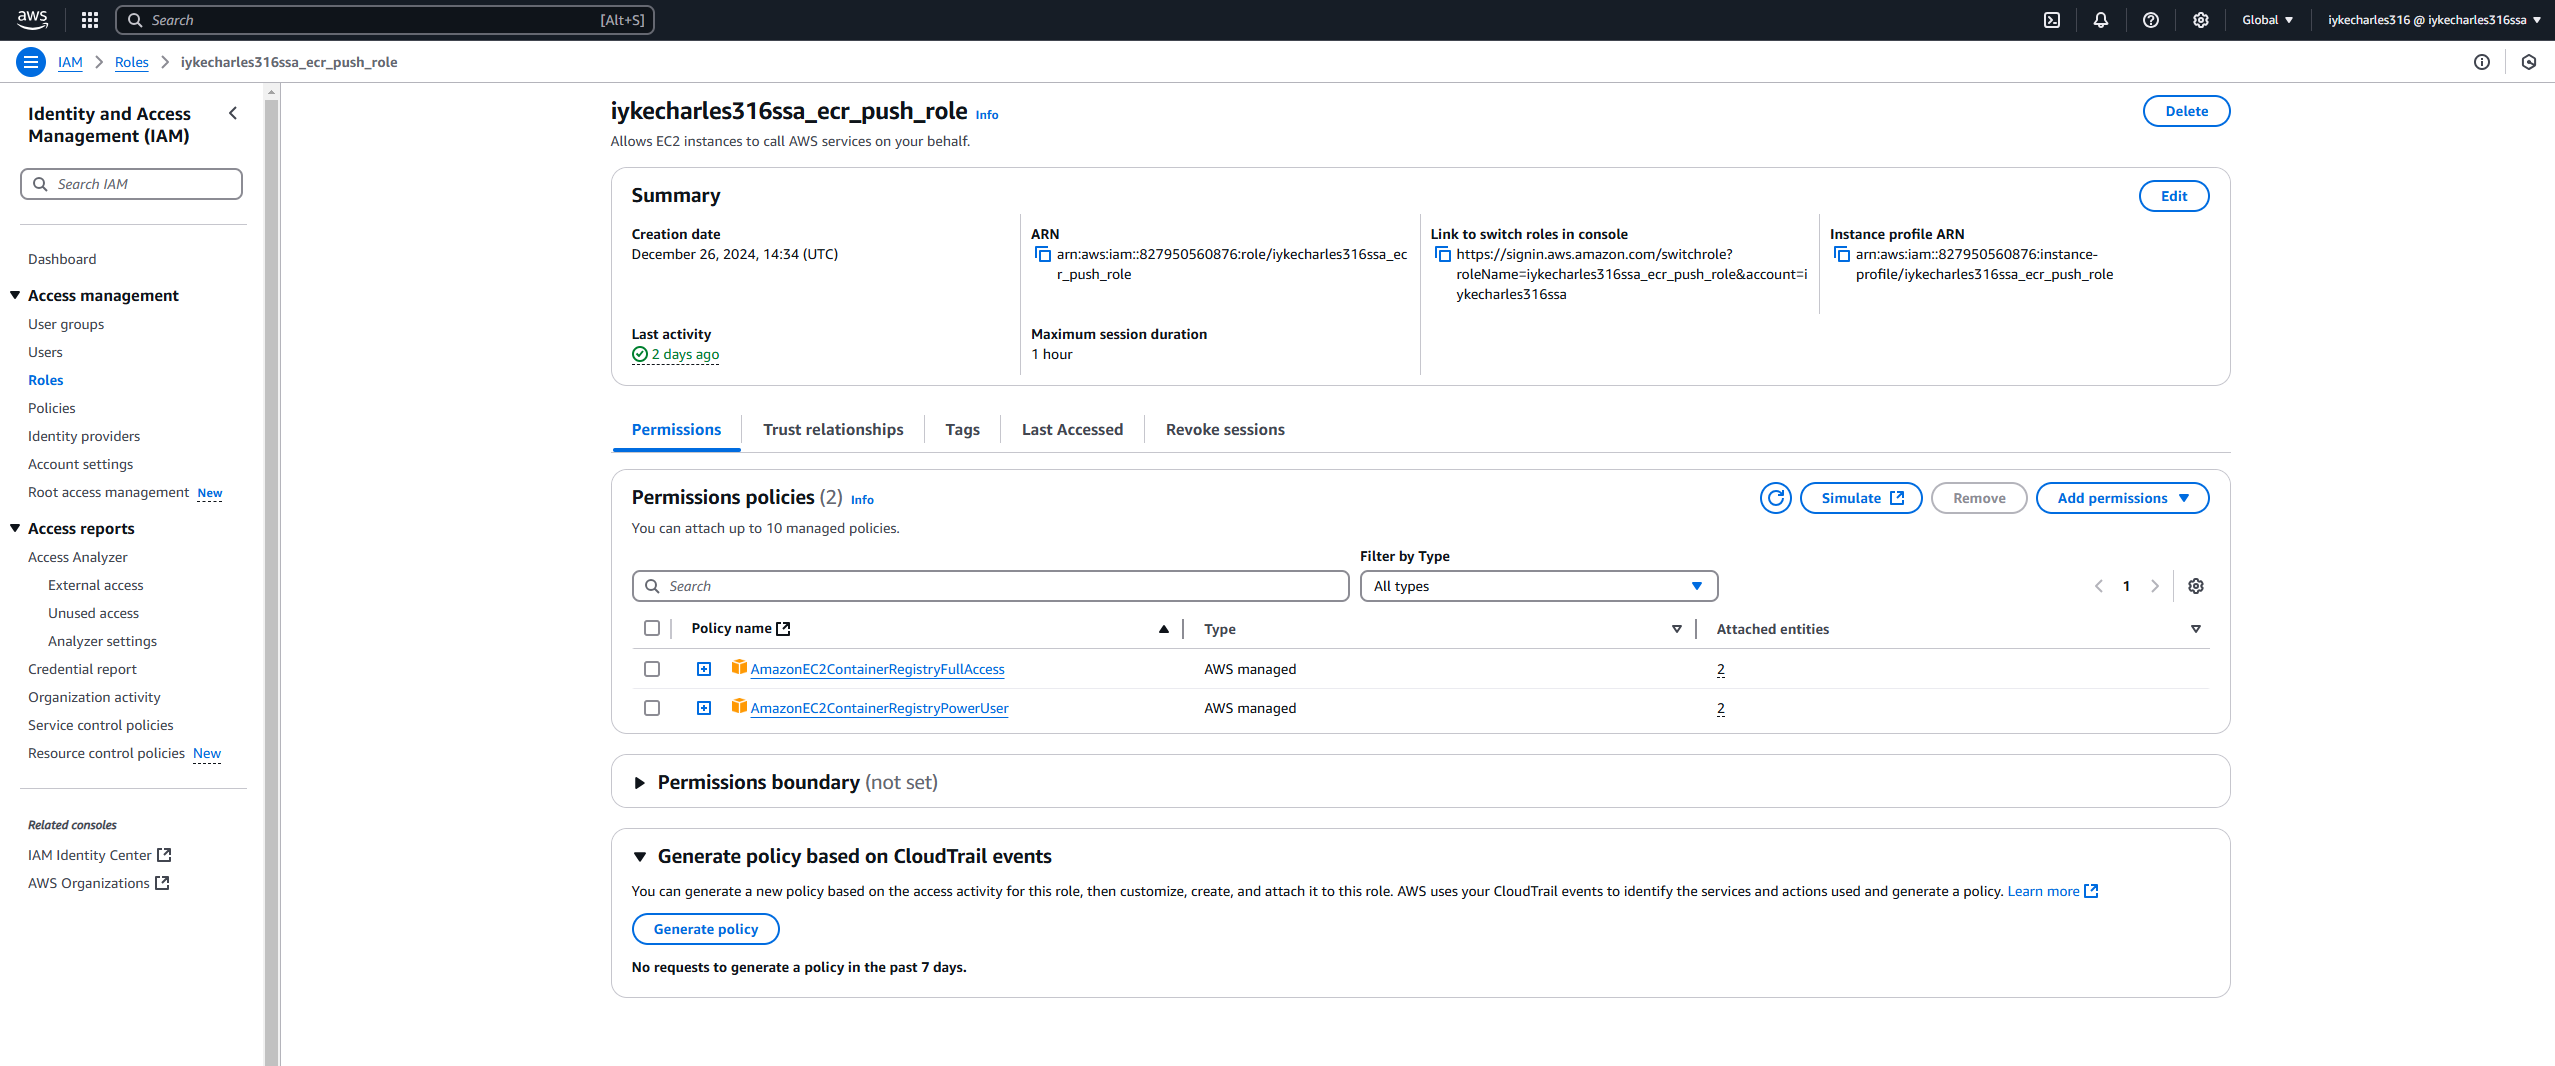 aws
Search
[Alt+S]
Global
iykecharles316 @ iykecharles316ssa
IAM
Roles
iykecharles316ssa_ecr_push_role
Identity and Access
Management (IAM)
Search IAM
Dashboard
Access management
User groups
Users
Roles
Policies
Identity providers
Account settings
Root access management New
Access reports
Access Analyzer
External access
Unused access
Analyzer settings
Credential report
Organization activity
Service control policies
Resource control policies New
Related consoles
IAM Identity Center
AWS Organizations
iykecharles316ssa_ecr_push_role Info
Delete
Allows EC2 instances to call AWS services on your behalf.
Summary
Edit
Creation date
December 26, 2024, 14:34 (UTC)
ARN
arn:aws:iam::827950560876:role/iykecharles316ssa_ec
r_push_role
Link to switch roles in console
https://signin.aws.amazon.com/switchrole?
roleName=iykecharles316ssa_ecr_push_role&account=i
ykecharles316ssa
Instance profile ARN
arn:aws:iam::827950560876:instance-
profile/iykecharles316ssa_ecr_push_role
Last activity
2 days ago
Maximum session duration
1 hour
Permissions
Trust relationships
Tags
Last Accessed
Revoke sessions
Permissions policies (2) Info
Simulate
Remove
Add permissions
You can attach up to 10 managed policies.
Filter by Type
Search
All types
1
Policy name
Type
Attached entities
AmazonEC2ContainerRegistryFullAccess
AWS managed
2
AmazonEC2ContainerRegistryPowerUser
AWS managed
2
Permissions boundary (not set)
Generate policy based on CloudTrail events
You can generate a new policy based on the access activity for this role, then customize, create, and attach it to this role. AWS uses your CloudTrail events to identify the services and actions used and generate a policy. Learn more
Generate policy
No requests to generate a policy in the past 7 days.